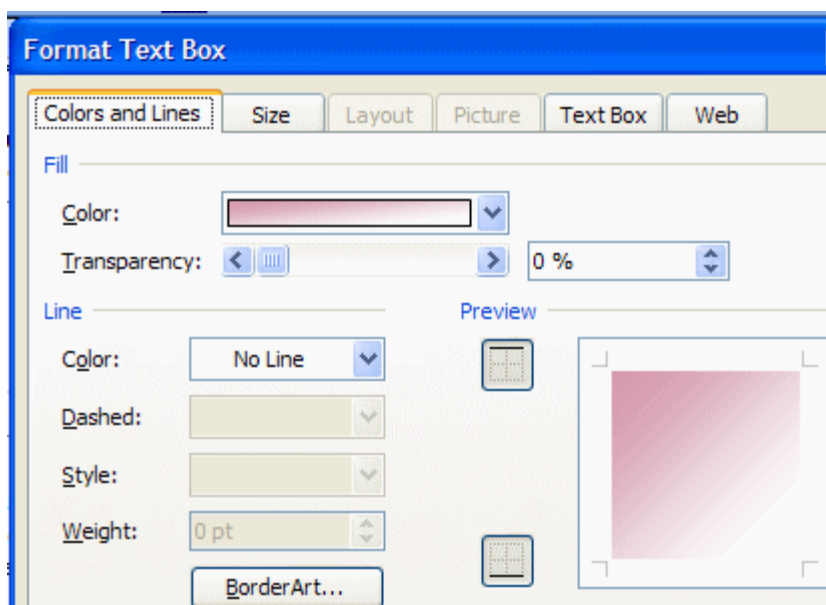 Format Text Box
Colors and Lines Size Layout Picture Text Box Web
Fill
Color:
Transparency: 0 %
Line Preview
Color: No Line
Dashed:
Style:
Weight: 0 pt
BorderArt...